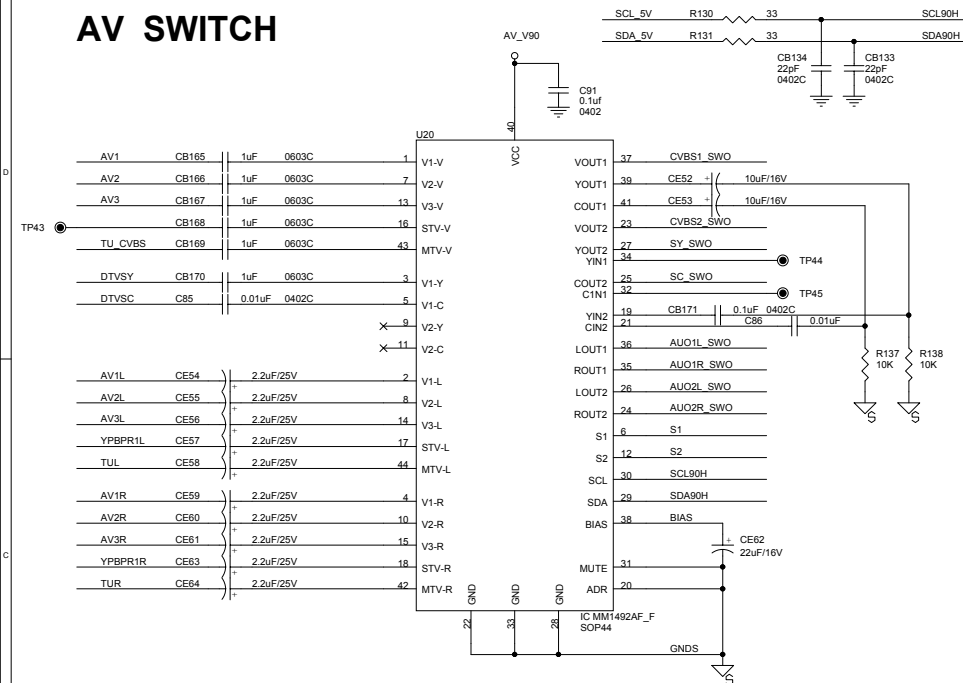 AV SWITCH
SCL_5V R130 33 SCL90H
SDA_5V R131 33 SDA90H
CB134 22pF 0402C
CB133 22pF 0402C
AV_V90
C91 0.1uf 0402
D
C
U20
40 VCC
AV1 CB165 1uF 0603C 1 V1-V
AV2 CB166 1uF 0603C 7 V2-V
AV3 CB167 1uF 0603C 13 V3-V
TP43 CB168 1uF 0603C 16 STV-V
TU_CVBS CB169 1uF 0603C 43 MTV-V
DTVSY CB170 1uF 0603C 3 V1-Y
DTVSC C85 0.01uF 0402C 5 V1-C
9 V2-Y
11 V2-C
AV1L CE54 + 2.2uF/25V 2 V1-L
AV2L CE55 + 2.2uF/25V 8 V2-L
AV3L CE56 + 2.2uF/25V 14 V3-L
YPBPR1L CE57 + 2.2uF/25V 17 STV-L
TUL CE58 + 2.2uF/25V 44 MTV-L
AV1R CE59 + 2.2uF/25V 4 V1-R
AV2R CE60 + 2.2uF/25V 10 V2-R
AV3R CE61 + 2.2uF/25V 15 V3-R
YPBPR1R CE63 + 2.2uF/25V 18 STV-R
TUR CE64 + 2.2uF/25V 42 MTV-R
VOUT1 37 CVBS1_SWO
YOUT1 39 CE52 + 10uF/16V
COUT1 41 CE53 + 10uF/16V
VOUT2 23 CVBS2_SWO
YOUT2 27 SY_SWO
YIN1 34 TP44
COUT2 25 SC_SWO
C1N1 32 TP45
YIN2 19 CB171 0.1uF 0402C
CIN2 21 C86 0.01uF
LOUT1 36 AUO1L_SWO
ROUT1 35 AUO1R_SWO
LOUT2 26 AUO2L_SWO
ROUT2 24 AUO2R_SWO
S1 6 S1
S2 12 S2
SCL 30 SCL90H
SDA 29 SDA90H
BIAS 38 BIAS
MUTE 31
ADR 20
R137 10K
R138 10K
S
S
+ CE62 22uF/16V
GND 22
GND 33
GND 28
IC MM1492AF_F
SOP44
GNDS
S